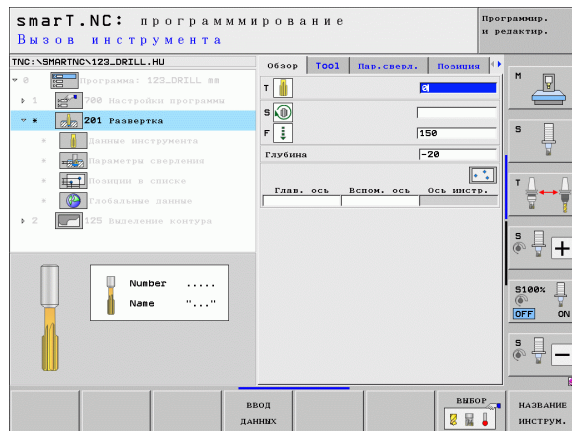 smarT.NC: программмирование
Программир. и редактир.
Вызов инструмента
TNC:\SMARTNC\123_DRILL.HU
0 Программа: 123_DRILL mm
1 700 Настройки программы
* 201 Развертка
* Данные инструмента
* Параметры сверления
* Позиции в списке
* Глобальные данные
2 125 Выделение контура
Number .....
Name "..."
Обзор Tool Пар.сверл. Позиция
T 0
S
F 150
Глубина -20
Глав. ось Вспом. ось Ось инстр.
M
S
T
S +
S100%
OFF ON
S −
ВВОД ДАННЫХ
ВЫБОР
НАЗВАНИЕ ИНСТРУМ.